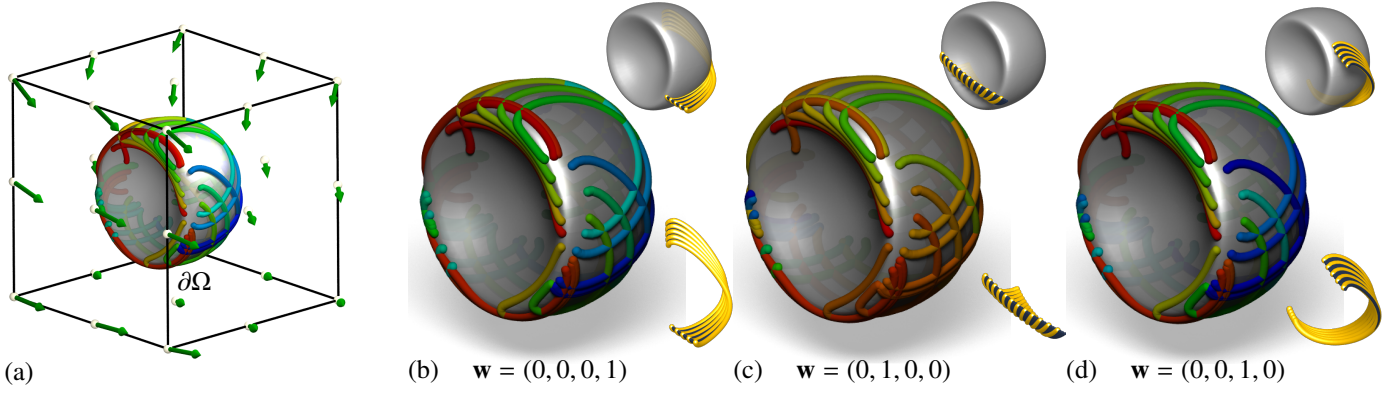 ∂Ω
(a)
(b) w = (0, 0, 0, 1)
(c) w = (0, 1, 0, 0)
(d) w = (0, 0, 1, 0)